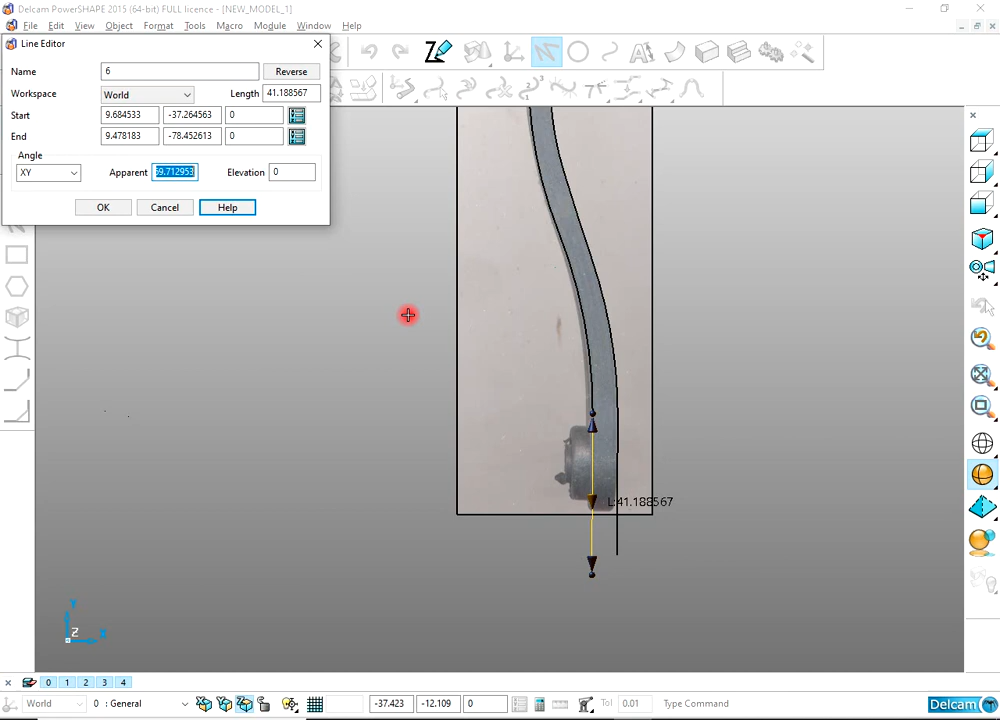 Delcam PowerSHAPE 2015 (64-bit) FULL licence - [NEW_MODEL_1]
File Edit View Object Format Tools Macro Module Window Help
Line Editor
Name 6 Reverse
Workspace World Length 41.188567
Start 9.684533 -37.264563 0
End 9.478183 -78.452613 0
Angle
XY Apparent 69.712953 Elevation 0
OK Cancel Help
L:41.188567
Y
Z X
0 1 2 3 4
World 0 : General -37.423 -12.109 0 Tol 0.01 Type Command Delcam